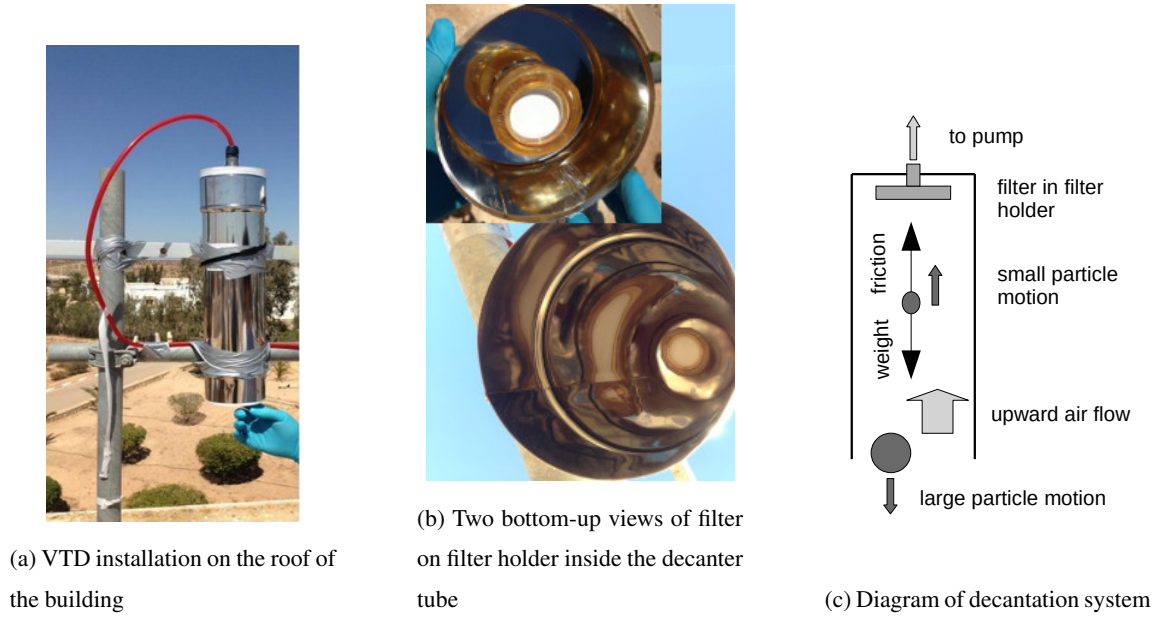 to pump
filter in filter
holder
friction
small particle
motion
weight
upward air flow
large particle motion
(a) VTD installation on the roof of
the building
(b) Two bottom-up views of filter
on filter holder inside the decanter
tube
(c) Diagram of decantation system